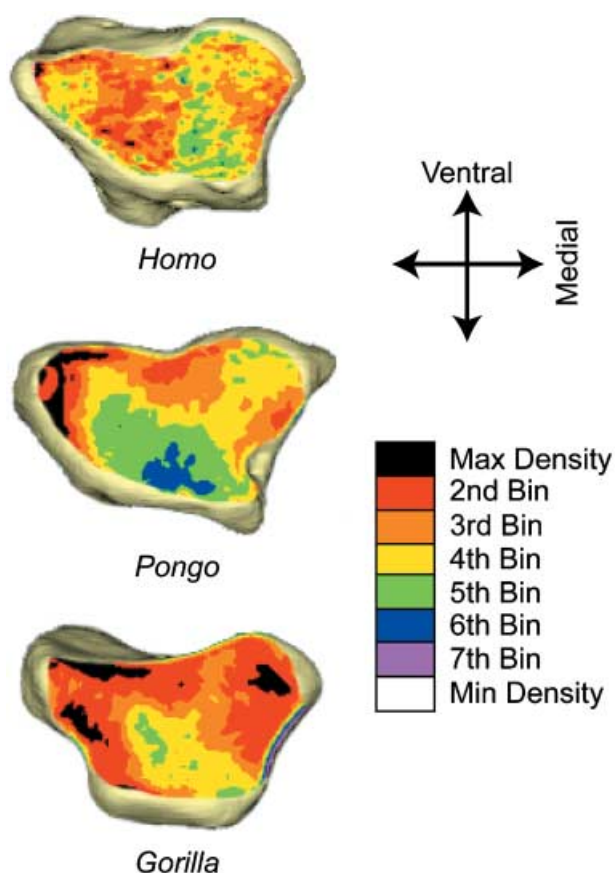 Homo
Ventral
Medial
Pongo
Max Density
2nd Bin
3rd Bin
4th Bin
5th Bin
6th Bin
7th Bin
Min Density
Gorilla